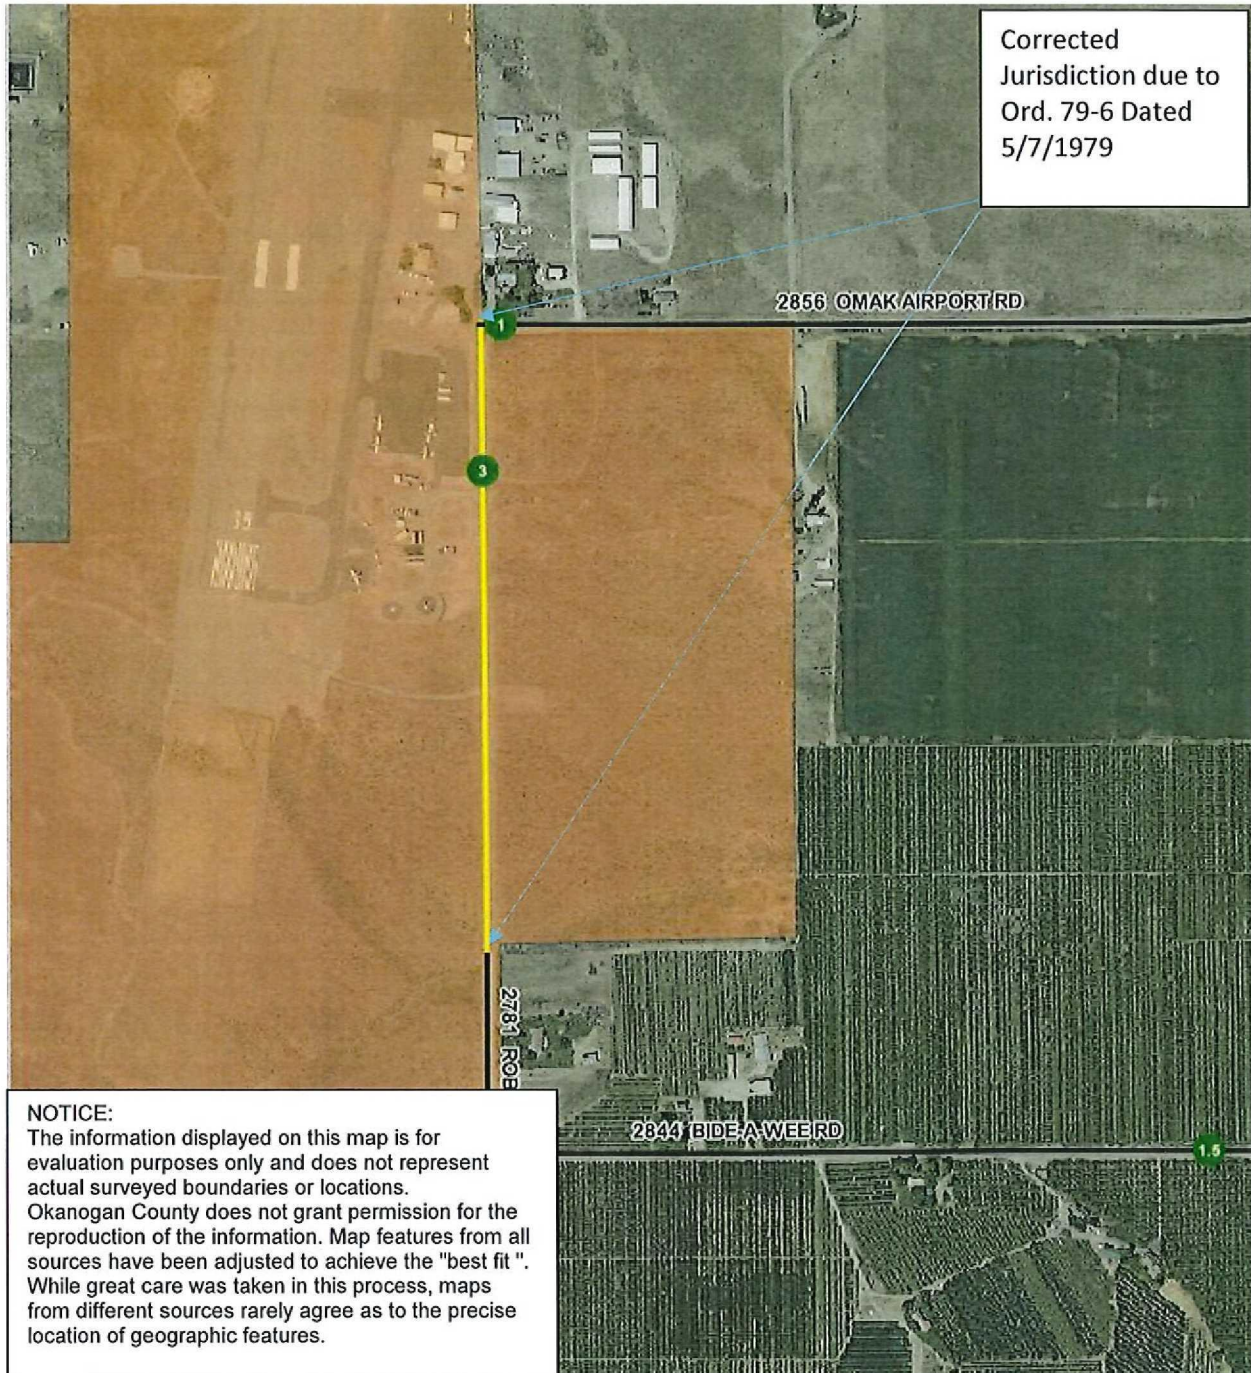 Corrected
Jurisdiction due to
Ord. 79-6 Dated
5/7/1979
2856 OMAK AIRPORT RD
1
3
35
2781 ROB
2844 BIDE-A-WEE RD
1.5
NOTICE:
The information displayed on this map is for
evaluation purposes only and does not represent
actual surveyed boundaries or locations.
Okanogan County does not grant permission for the
reproduction of the information. Map features from all
sources have been adjusted to achieve the "best fit ".
While great care was taken in this process, maps
from different sources rarely agree as to the precise
location of geographic features.